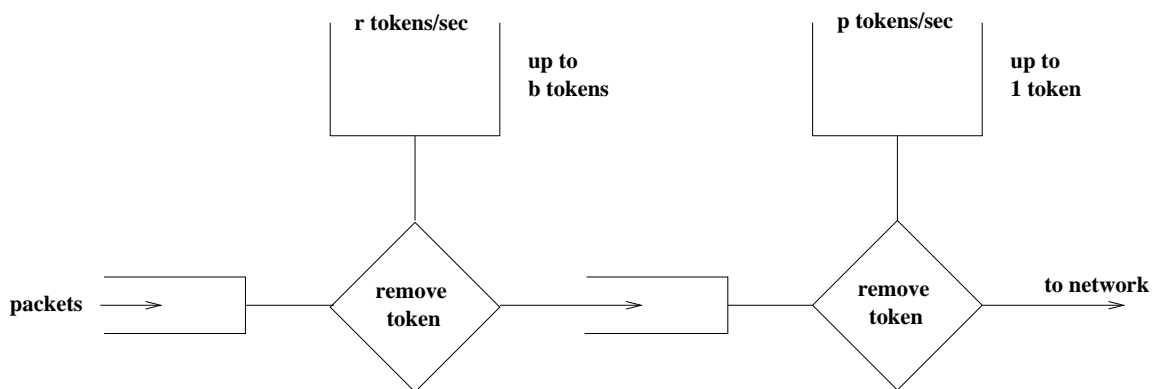 r tokens/sec
up to
b tokens
p tokens/sec
up to
1 token
packets
remove
token
remove
token
to network